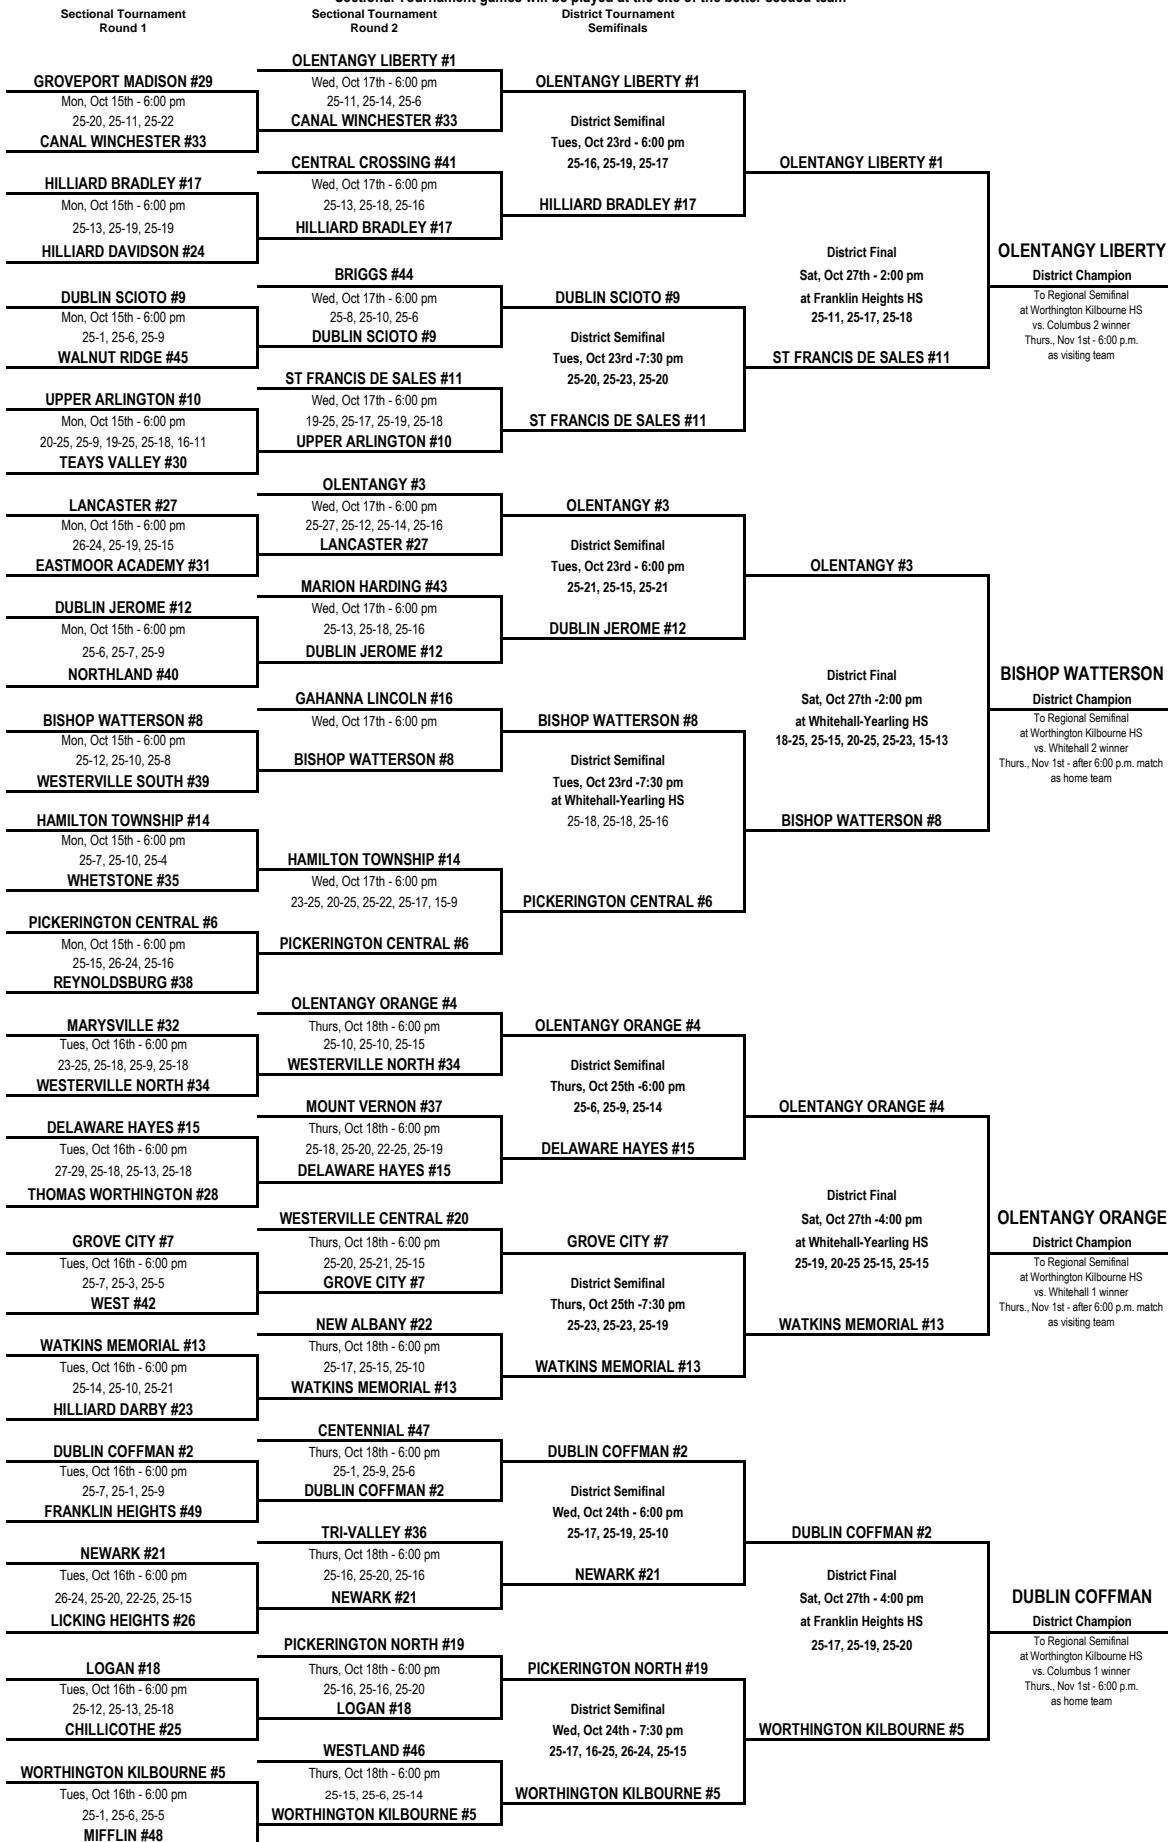 Sectional Tournament games will be played at the site of the better seeded team
Sectional Tournament
Round 1
Sectional Tournament
Round 2
District Tournament
Semifinals
GROVEPORT MADISON #29
Mon, Oct 15th - 6:00 pm
25-20, 25-11, 25-22
CANAL WINCHESTER #33
HILLIARD BRADLEY #17
Mon, Oct 15th - 6:00 pm
25-13, 25-19, 25-19
HILLIARD DAVIDSON #24
DUBLIN SCIOTO #9
Mon, Oct 15th - 6:00 pm
25-1, 25-6, 25-9
WALNUT RIDGE #45
UPPER ARLINGTON #10
Mon, Oct 15th - 6:00 pm
20-25, 25-9, 19-25, 25-18, 16-11
TEAYS VALLEY #30
LANCASTER #27
Mon, Oct 15th - 6:00 pm
26-24, 25-19, 25-15
EASTMOOR ACADEMY #31
DUBLIN JEROME #12
Mon, Oct 15th - 6:00 pm
25-6, 25-7, 25-9
NORTHLAND #40
BISHOP WATTERSON #8
Mon, Oct 15th - 6:00 pm
25-12, 25-10, 25-8
WESTERVILLE SOUTH #39
HAMILTON TOWNSHIP #14
Mon, Oct 15th - 6:00 pm
25-7, 25-10, 25-4
WHETSTONE #35
PICKERINGTON CENTRAL #6
Mon, Oct 15th - 6:00 pm
25-15, 26-24, 25-16
REYNOLDSBURG #38
MARYSVILLE #32
Tues, Oct 16th - 6:00 pm
23-25, 25-18, 25-9, 25-18
WESTERVILLE NORTH #34
DELAWARE HAYES #15
Tues, Oct 16th - 6:00 pm
27-29, 25-18, 25-13, 25-18
THOMAS WORTHINGTON #28
GROVE CITY #7
Tues, Oct 16th - 6:00 pm
25-7, 25-3, 25-5
WEST #42
WATKINS MEMORIAL #13
Tues, Oct 16th - 6:00 pm
25-14, 25-10, 25-21
HILLIARD DARBY #23
DUBLIN COFFMAN #2
Tues, Oct 16th - 6:00 pm
25-7, 25-1, 25-9
FRANKLIN HEIGHTS #49
NEWARK #21
Tues, Oct 16th - 6:00 pm
26-24, 25-20, 22-25, 25-15
LICKING HEIGHTS #26
LOGAN #18
Tues, Oct 16th - 6:00 pm
25-12, 25-13, 25-18
CHILLICOTHE #25
WORTHINGTON KILBOURNE #5
Tues, Oct 16th - 6:00 pm
25-1, 25-6, 25-5
MIFFLIN #48
OLENTANGY LIBERTY #1
Wed, Oct 17th - 6:00 pm
25-11, 25-14, 25-6
CANAL WINCHESTER #33
CENTRAL CROSSING #41
Wed, Oct 17th - 6:00 pm
25-13, 25-18, 25-16
HILLIARD BRADLEY #17
BRIGGS #44
Wed, Oct 17th - 6:00 pm
25-8, 25-10, 25-6
DUBLIN SCIOTO #9
ST FRANCIS DE SALES #11
Wed, Oct 17th - 6:00 pm
19-25, 25-17, 25-19, 25-18
UPPER ARLINGTON #10
OLENTANGY #3
Wed, Oct 17th - 6:00 pm
25-27, 25-12, 25-14, 25-16
LANCASTER #27
MARION HARDING #43
Wed, Oct 17th - 6:00 pm
25-13, 25-18, 25-16
DUBLIN JEROME #12
GAHANNA LINCOLN #16
Wed, Oct 17th - 6:00 pm
BISHOP WATTERSON #8
HAMILTON TOWNSHIP #14
Wed, Oct 17th - 6:00 pm
23-25, 20-25, 25-22, 25-17, 15-9
PICKERINGTON CENTRAL #6
OLENTANGY ORANGE #4
Thurs, Oct 18th - 6:00 pm
25-10, 25-10, 25-15
WESTERVILLE NORTH #34
MOUNT VERNON #37
Thurs, Oct 18th - 6:00 pm
25-18, 25-20, 22-25, 25-19
DELAWARE HAYES #15
WESTERVILLE CENTRAL #20
Thurs, Oct 18th - 6:00 pm
25-20, 25-21, 25-15
GROVE CITY #7
NEW ALBANY #22
Thurs, Oct 18th - 6:00 pm
25-17, 25-15, 25-10
WATKINS MEMORIAL #13
CENTENNIAL #47
Thurs, Oct 18th - 6:00 pm
25-1, 25-9, 25-6
DUBLIN COFFMAN #2
TRI-VALLEY #36
Thurs, Oct 18th - 6:00 pm
25-16, 25-20, 25-16
NEWARK #21
PICKERINGTON NORTH #19
Thurs, Oct 18th - 6:00 pm
25-16, 25-16, 25-20
LOGAN #18
WESTLAND #46
Thurs, Oct 18th - 6:00 pm
25-15, 25-6, 25-14
WORTHINGTON KILBOURNE #5
OLENTANGY LIBERTY #1
District Semifinal
Tues, Oct 23rd - 6:00 pm
25-16, 25-19, 25-17
HILLIARD BRADLEY #17
DUBLIN SCIOTO #9
District Semifinal
Tues, Oct 23rd -7:30 pm
25-20, 25-23, 25-20
ST FRANCIS DE SALES #11
OLENTANGY #3
District Semifinal
Tues, Oct 23rd - 6:00 pm
25-21, 25-15, 25-21
DUBLIN JEROME #12
BISHOP WATTERSON #8
District Semifinal
Tues, Oct 23rd -7:30 pm
at Whitehall-Yearling HS
25-18, 25-18, 25-16
PICKERINGTON CENTRAL #6
OLENTANGY ORANGE #4
District Semifinal
Thurs, Oct 25th -6:00 pm
25-6, 25-9, 25-14
DELAWARE HAYES #15
GROVE CITY #7
District Semifinal
Thurs, Oct 25th -7:30 pm
25-23, 25-23, 25-19
WATKINS MEMORIAL #13
DUBLIN COFFMAN #2
District Semifinal
Wed, Oct 24th - 6:00 pm
25-17, 25-19, 25-10
NEWARK #21
PICKERINGTON NORTH #19
District Semifinal
Wed, Oct 24th - 7:30 pm
25-17, 16-25, 26-24, 25-15
WORTHINGTON KILBOURNE #5
OLENTANGY LIBERTY #1
District Final
Sat, Oct 27th - 2:00 pm
at Franklin Heights HS
25-11, 25-17, 25-18
ST FRANCIS DE SALES #11
OLENTANGY #3
District Final
Sat, Oct 27th -2:00 pm
at Whitehall-Yearling HS
18-25, 25-15, 20-25, 25-23, 15-13
BISHOP WATTERSON #8
OLENTANGY ORANGE #4
District Final
Sat, Oct 27th -4:00 pm
at Whitehall-Yearling HS
25-19, 20-25 25-15, 25-15
WATKINS MEMORIAL #13
DUBLIN COFFMAN #2
District Final
Sat, Oct 27th - 4:00 pm
at Franklin Heights HS
25-17, 25-19, 25-20
WORTHINGTON KILBOURNE #5
OLENTANGY LIBERTY
District Champion
To Regional Semifinal
at Worthington Kilbourne HS
vs. Columbus 2 winner
Thurs., Nov 1st - 6:00 p.m.
as visiting team
BISHOP WATTERSON
District Champion
To Regional Semifinal
at Worthington Kilbourne HS
vs. Whitehall 2 winner
Thurs., Nov 1st - after 6:00 p.m. match
as home team
OLENTANGY ORANGE
District Champion
To Regional Semifinal
at Worthington Kilbourne HS
vs. Whitehall 1 winner
Thurs., Nov 1st - after 6:00 p.m. match
as visiting team
DUBLIN COFFMAN
District Champion
To Regional Semifinal
at Worthington Kilbourne HS
vs. Columbus 1 winner
Thurs., Nov 1st - 6:00 p.m.
as home team